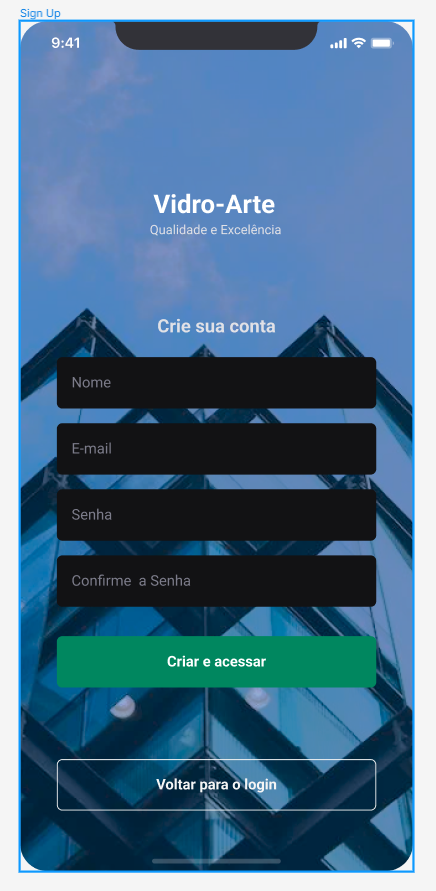 Sign Up
9:41
Vidro-Arte
Qualidade e Excelência
Crie sua conta
Nome
E-mail
Senha
Confirme  a Senha
Criar e acessar
Voltar para o login